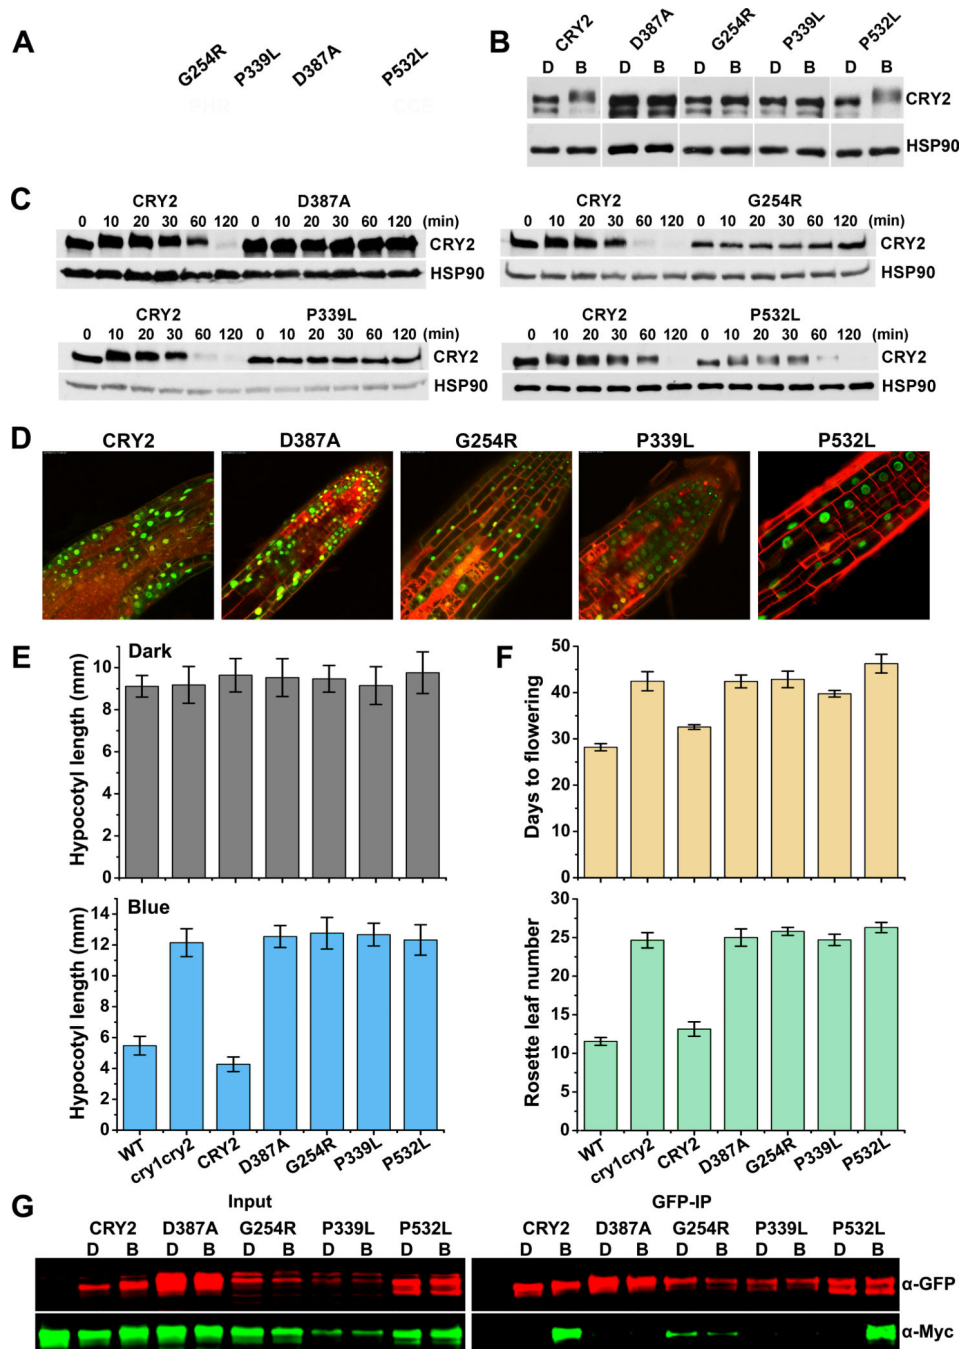 A
G254R P339L D387A P532L
B
CRY2 D387A G254R P339L P532L
D B D B D B D B D B
CRY2
HSP90
C
CRY2 D387A
0 10 20 30 60 120 0 10 20 30 60 120 (min)
CRY2
HSP90
CRY2 G254R
0 10 20 30 60 120 0 10 20 30 60 120 (min)
CRY2
HSP90
CRY2 P339L
0 10 20 30 60 120 0 10 20 30 60 120 (min)
CRY2
HSP90
CRY2 P532L
0 10 20 30 60 120 0 10 20 30 60 120 (min)
CRY2
HSP90
D
CRY2 D387A G254R P339L P532L
E
Dark
Hypocotyl length (mm)
10
8
6
4
2
0
Blue
Hypocotyl length (mm)
14
12
10
8
6
4
2
0
WT cry1cry2 CRY2 D387A G254R P339L P532L
F
Days to flowering
50
40
30
20
10
0
Rosette leaf number
25
20
15
10
5
0
WT cry1cry2 CRY2 D387A G254R P339L P532L
G
Input GFP-IP
CRY2 D387A G254R P339L P532L CRY2 D387A G254R P339L P532L
D B D B D B D B D B D B D B D B D B D B
α-GFP
α-Myc